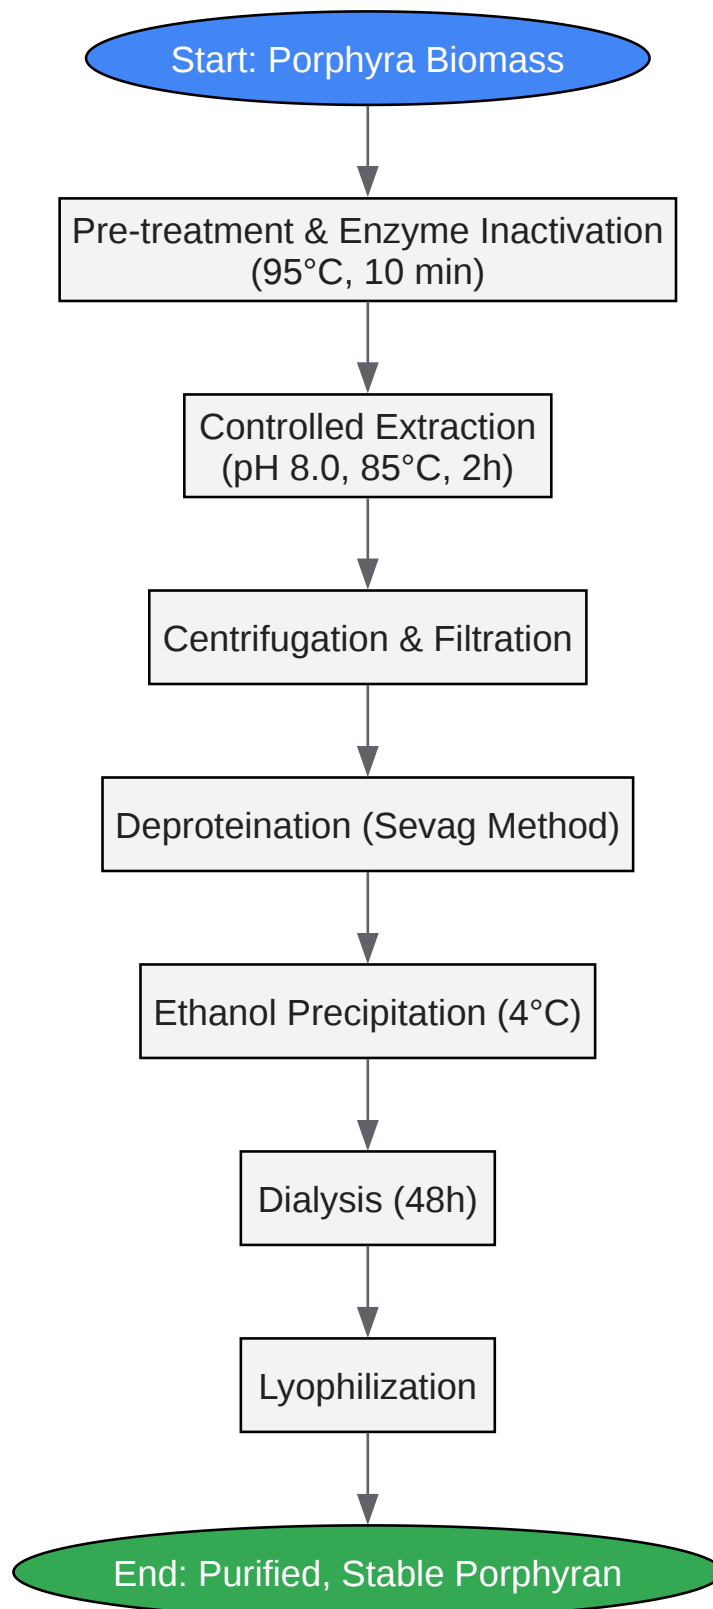 Start: Porphyra Biomass
Pre-treatment & Enzyme Inactivation
(95°C, 10 min)
Controlled Extraction
(pH 8.0, 85°C, 2h)
Centrifugation & Filtration
Deproteination (Sevag Method)
Ethanol Precipitation (4°C)
Dialysis (48h)
Lyophilization
End: Purified, Stable Porphyran